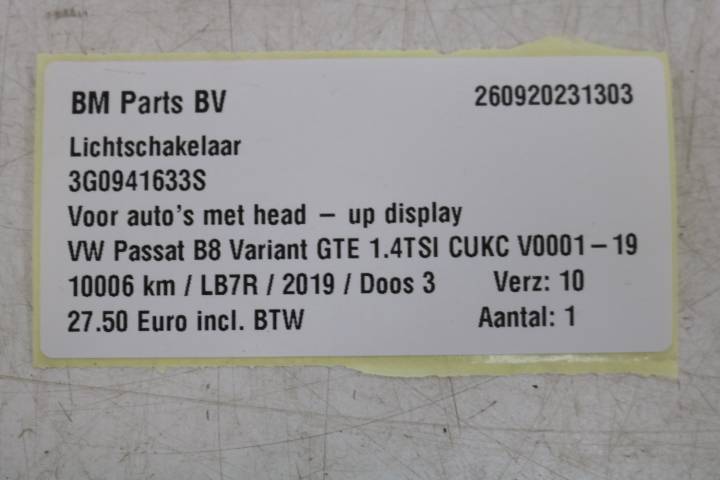 BM Parts BV 260920231303
Lichtschakelaar
3G0941633S
Voor auto's met head – up display
VW Passat B8 Variant GTE 1.4TSI CUKC V0001–19
10006 km / LB7R / 2019 / Doos 3 Verz: 10
27.50 Euro incl. BTW Aantal: 1